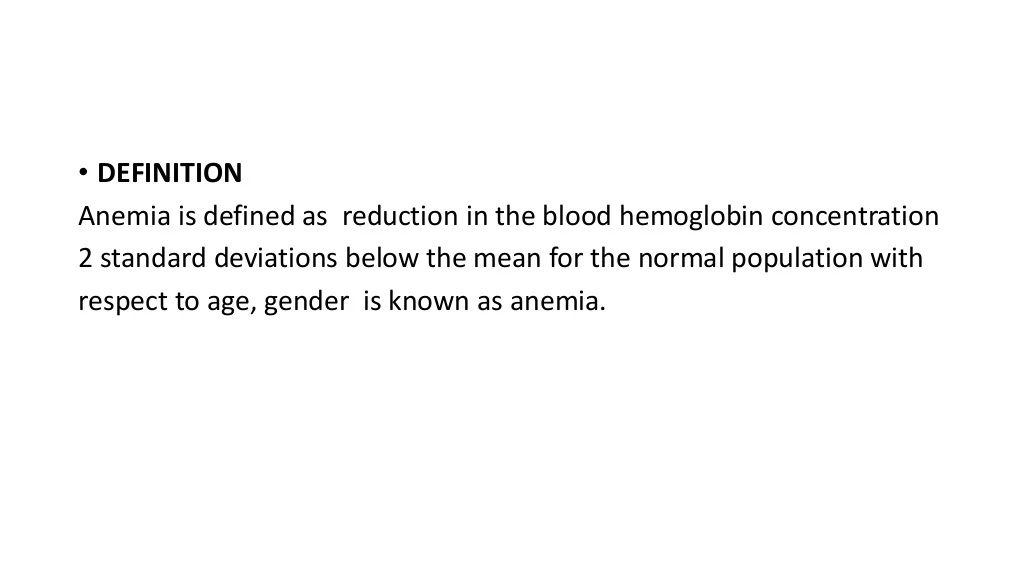 • DEFINITION
Anemia is defined as  reduction in the blood hemoglobin concentration
2 standard deviations below the mean for the normal population with
respect to age, gender  is known as anemia.